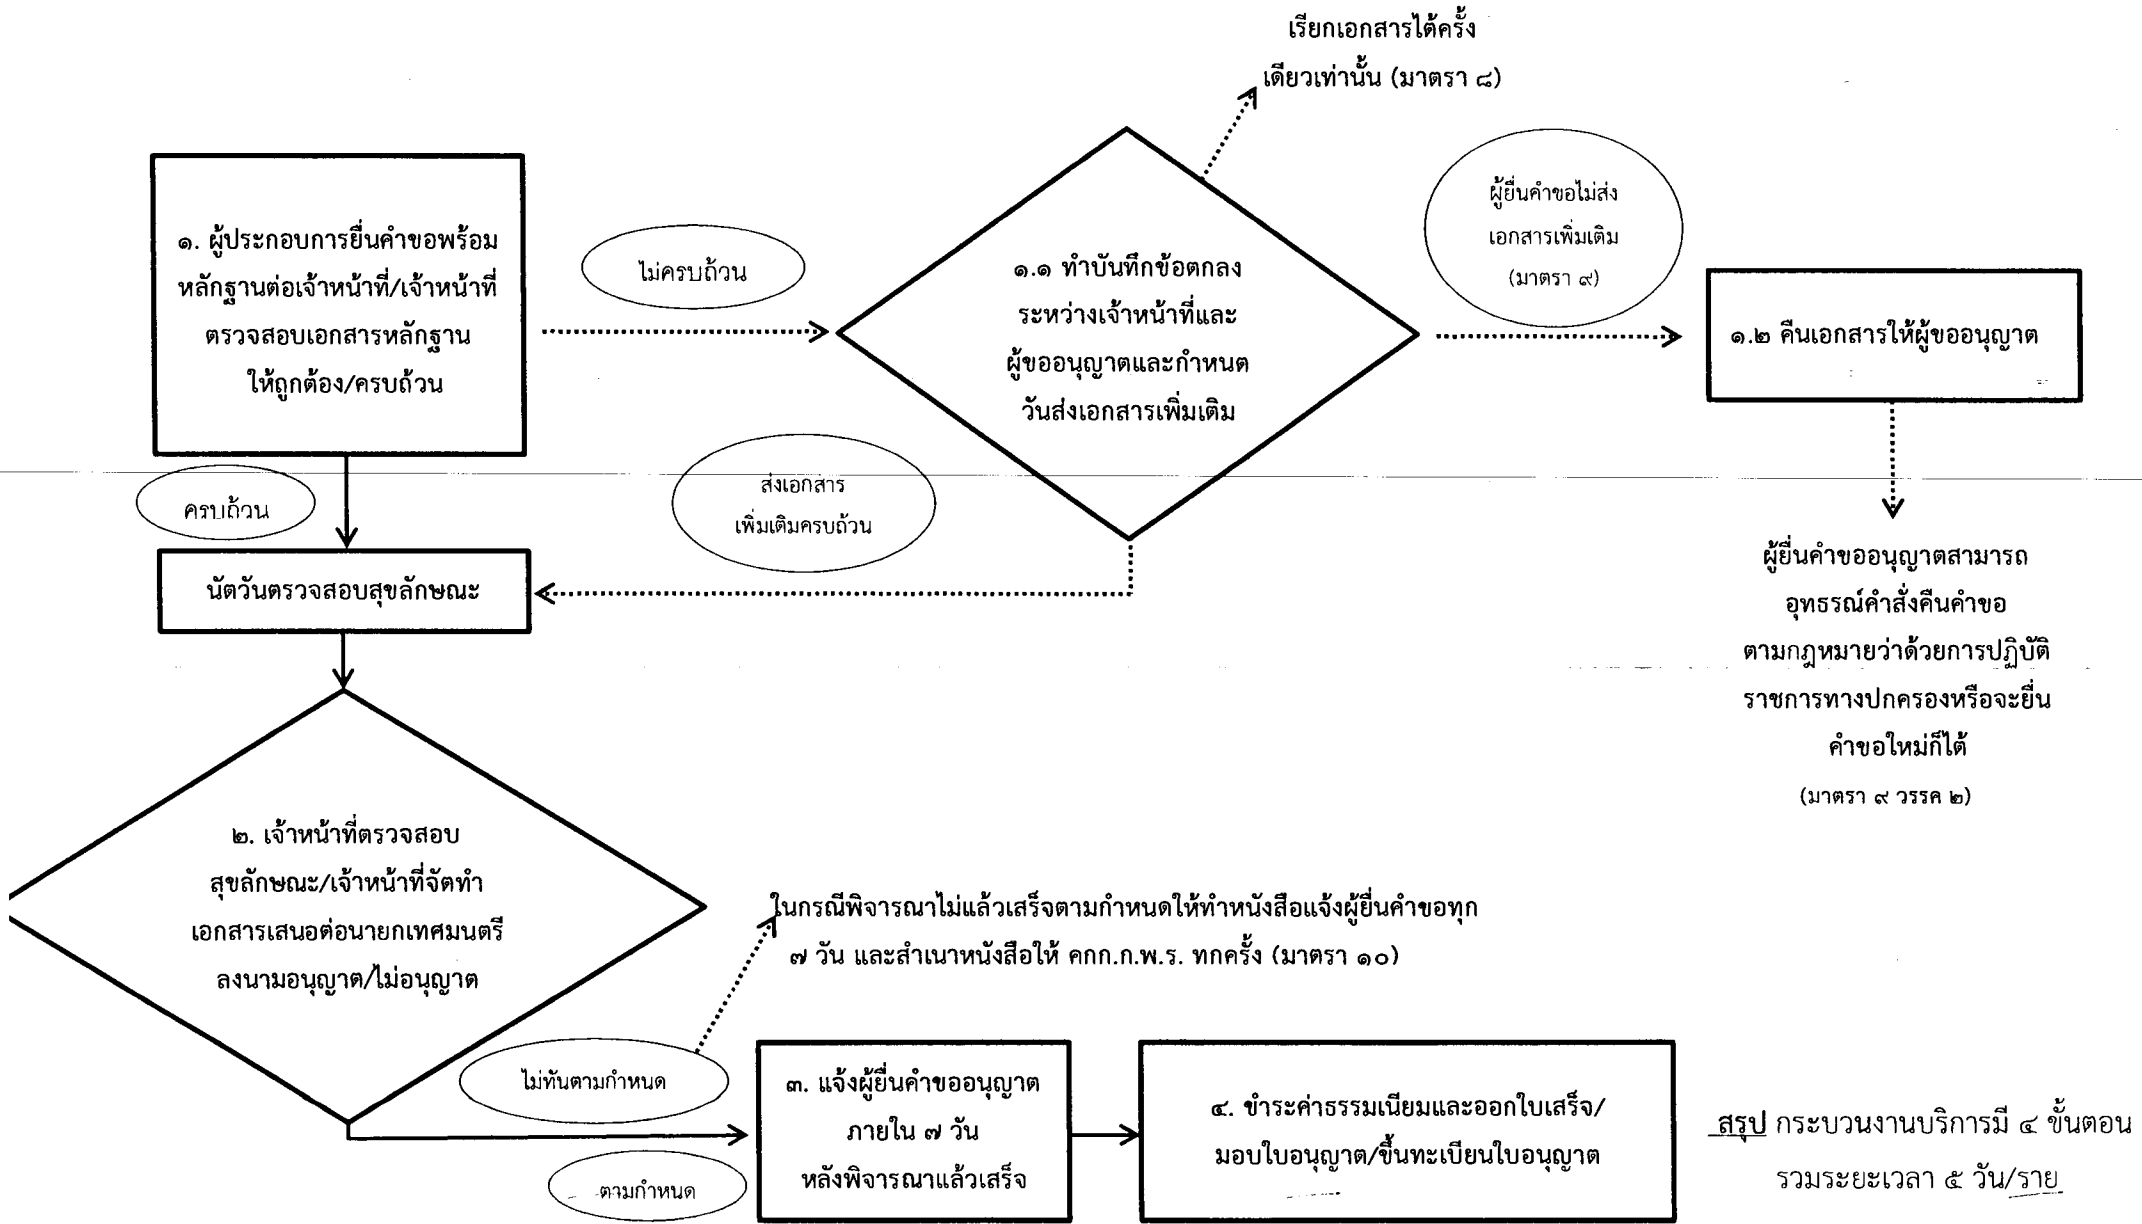 เรียกเอกสารได้ครั้ง
เดียวเท่านั้น (มาตรา ๘)
๑. ผู้ประกอบการยื่นคำขอพร้อม
หลักฐานต่อเจ้าหน้าที่/เจ้าหน้าที่
ตรวจสอบเอกสารหลักฐาน
ให้ถูกต้อง/ครบถ้วน
ไม่ครบถ้วน
๑.๑ ทำบันทึกข้อตกลง
ระหว่างเจ้าหน้าที่และ
ผู้ขออนุญาตและกำหนด
วันส่งเอกสารเพิ่มเติม
ผู้ยื่นคำขอไม่ส่ง
เอกสารเพิ่มเติม
(มาตรา ๙)
๑.๒ คืนเอกสารให้ผู้ขออนุญาต
ครบถ้วน
ส่งเอกสาร
เพิ่มเติมครบถ้วน
นัดวันตรวจสอบสุขลักษณะ
ผู้ยื่นคำขออนุญาตสามารถ
อุทธรณ์คำสั่งคืนคำขอ
ตามกฎหมายว่าด้วยการปฏิบัติ
ราชการทางปกครองหรือจะยื่น
คำขอใหม่ก็ได้
(มาตรา ๙ วรรค ๒)
๒. เจ้าหน้าที่ตรวจสอบ
สุขลักษณะ/เจ้าหน้าที่จัดทำ
เอกสารเสนอต่อนายกเทศมนตรี
ลงนามอนุญาต/ไม่อนุญาต
ในกรณีพิจารณาไม่แล้วเสร็จตามกำหนดให้ทำหนังสือแจ้งผู้ยื่นคำขอทุก
๗ วัน และสำเนาหนังสือให้ คกก.ก.พ.ร. ทกครั้ง (มาตรา ๑๐)
ไม่ทันตามกำหนด
ตามกำหนด
๓. แจ้งผู้ยื่นคำขออนุญาต
ภายใน ๗ วัน
หลังพิจารณาแล้วเสร็จ
๔. ชำระค่าธรรมเนียมและออกใบเสร็จ/
มอบใบอนุญาต/ขึ้นทะเบียนใบอนุญาต
สรุป กระบวนงานบริการมี ๔ ขั้นตอน
รวมระยะเวลา ๕ วัน/ราย